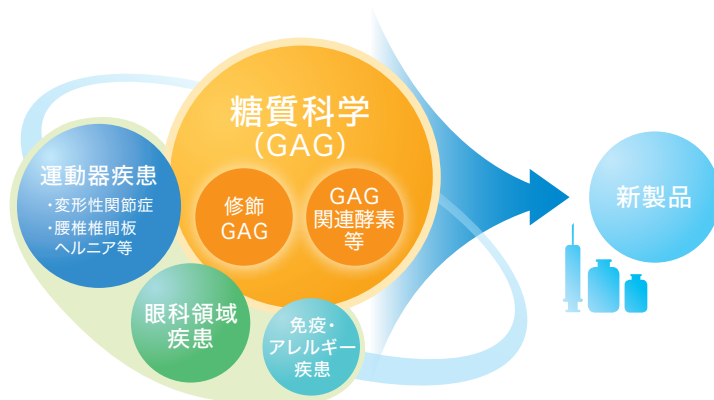 糖質科学
（GAG）
修飾
GAG
GAG
関連酵素
等
運動器疾患
・変形性関節症
・腰椎椎間板
ヘルニア等
眼科領域
疾患
免疫・
アレルギー
疾患
新製品